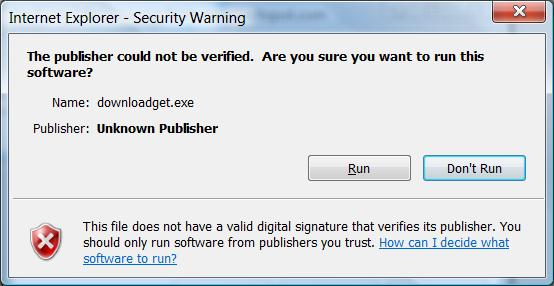 Internet Explorer - Security Warning
The publisher could not be verified.  Are you sure you want to run this
software?
Name: downloadget.exe
Publisher: Unknown Publisher
Run Don't Run
This file does not have a valid digital signature that verifies its publisher. You
should only run software from publishers you trust. How can I decide what
software to run?